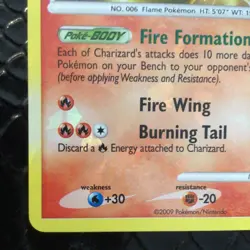 NO. 006 Flame Pokémon HT. 5'07" WT.
Poké-BODY Fire Formation
Each of Charizard's attacks does 10 more da
Pokémon on your Bench to your opponent's
(before applying Weakness and Resistance).
Fire Wing
Burning Tail
Discard a Energy attached to Charizard.
weakness resistance
+30 -20
©2009 Pokémon/Nintendo